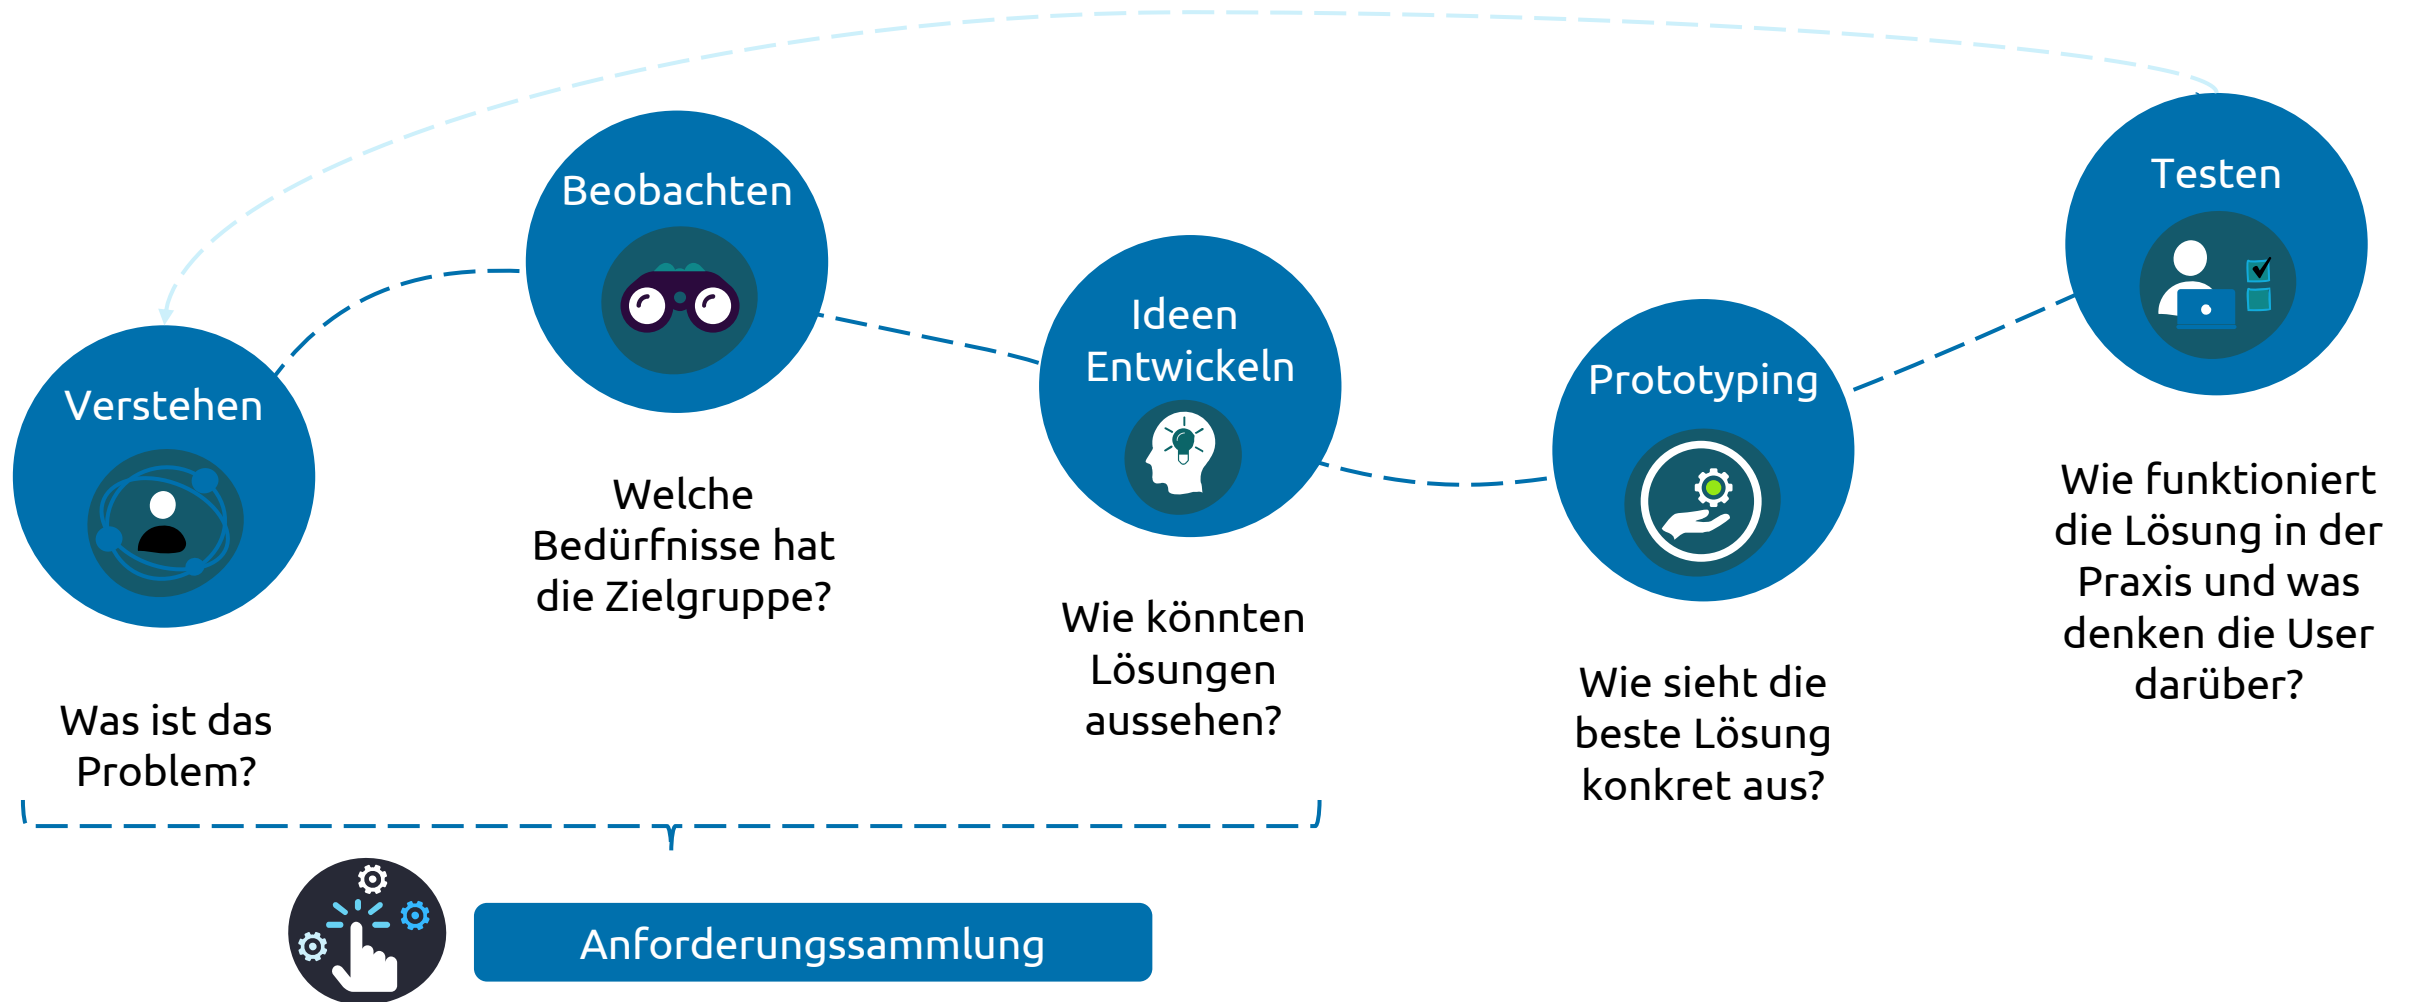 Verstehen
Was ist das
Problem?
Beobachten
Welche
Bedürfnisse hat
die Zielgruppe?
Ideen
Entwickeln
Wie könnten
Lösungen
aussehen?
Prototyping
Wie sieht die
beste Lösung
konkret aus?
Testen
Wie funktioniert
die Lösung in der
Praxis und was
denken die User
darüber?
Anforderungssammlung